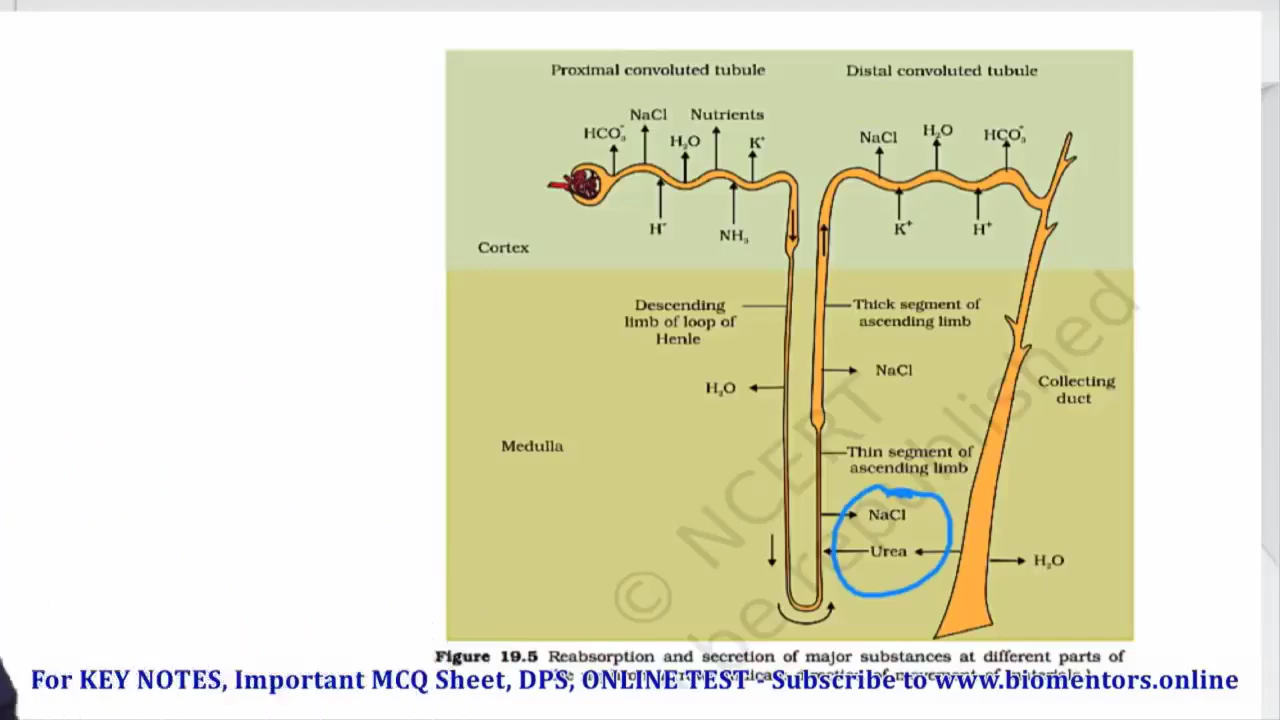 Proximal convoluted tubule
Distal convoluted tubule
NaCl Nutrients
HCO₃⁻
H₂O
K⁺
NaCl
H₂O
HCO₃⁻
H⁺
NH₃
K⁺
H⁺
Cortex
Descending
limb of loop of
Henle
Thick segment of
ascending limb
NaCl
H₂O
Collecting
duct
Medulla
Thin segment of
ascending limb
NaCl
Urea
H₂O
© NCERT
be republished
Figure 19.5 Reabsorption and secretion of major substances at different parts of
For KEY NOTES, Important MCQ Sheet, DPS, ONLINE TEST - Subscribe to www.biomentors.online